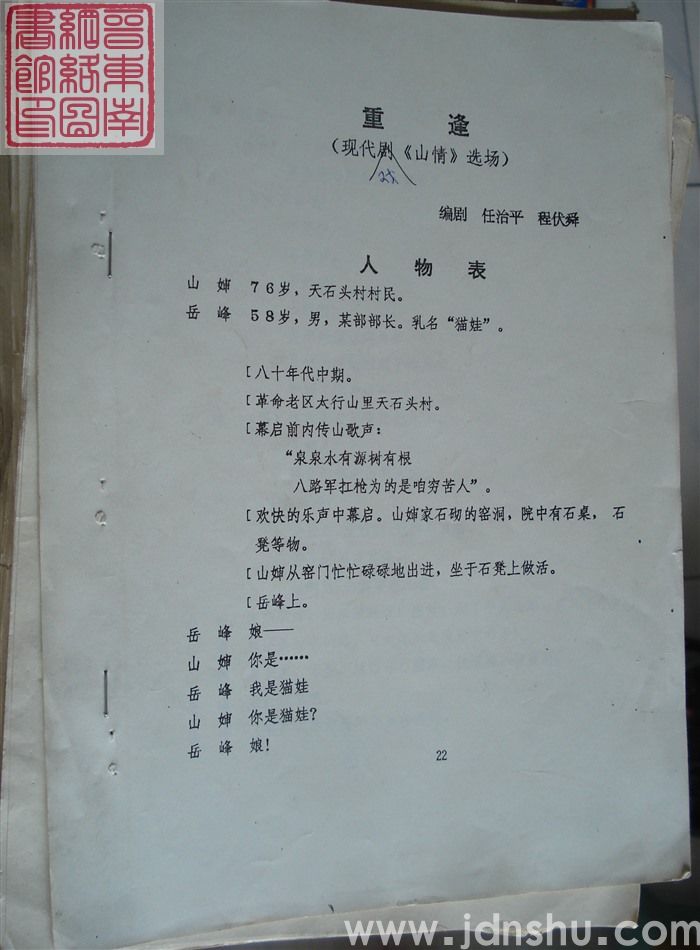 晋东南
网络图
书馆印
重 逢
(现代剧《山情》选场)
戏
编剧 任治平 程伏舜
人 物 表
山 婶 76岁,天石头村村民。
岳 峰 58岁,男,某部部长。乳名“猫娃”。
[八十年代中期。
[革命老区太行山里天石头村。
[幕启前内传山歌声:
“泉泉水有源树有根
八路军扛枪为的是咱穷苦人”。
[欢快的乐声中幕启。山婶家石砌的窑洞,院中有石桌, 石
凳等物。
[山婶从窑门忙忙碌碌地出进,坐于石凳上做活。
[岳峰上。
岳 峰 娘——
山 婶 你是……
岳 峰 我是猫娃
山 婶 你是猫娃?
岳 峰 娘!
22
www.jdnshu.com